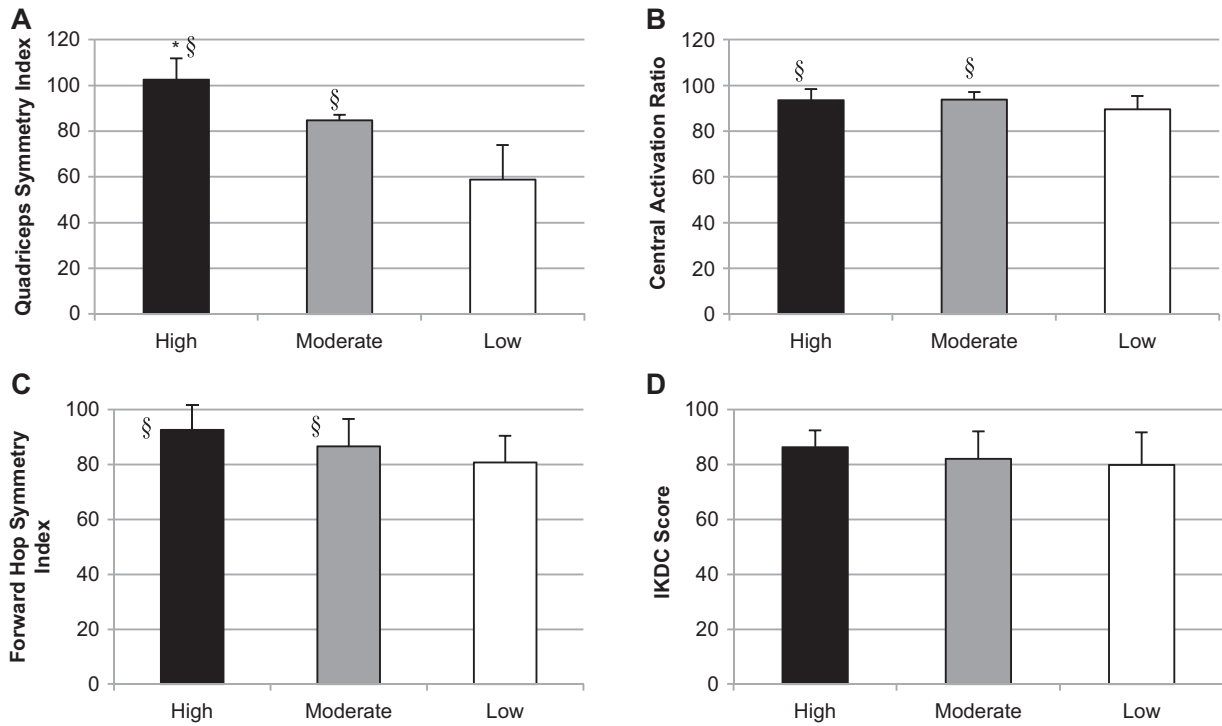 A
Quadriceps Symmetry Index
120
100
80
60
40
20
0
* §
§
High
Moderate
Low
B
Central Activation Ratio
120
100
80
60
40
20
0
§
§
High
Moderate
Low
C
Forward Hop Symmetry
Index
100
80
60
40
20
0
§
§
High
Moderate
Low
D
IKDC Score
100
80
60
40
20
0
High
Moderate
Low